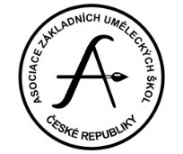 ASOCIACE ZÁKLADNÍCH UMĚLECKÝCH ŠKOL
ČESKÉ REPUBLIKY